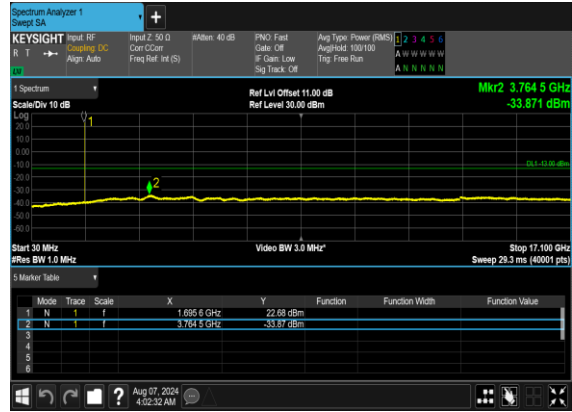 Spectrum Analyzer 1
Swept SA
+
KEYSIGHT Input: RF Input Z: 50 Ω #Atten: 40 dB PNO: Fast Avg Type: Power (RMS) 1 2 3 4 5 6
R T Coupling: DC Corr CCorr Gate: Off Avg|Hold: 100/100 A W W W W W
Align: Auto Freq Ref: Int (S) IF Gain: Low Trig: Free Run
Sig Track: Off A N N N N N
1 Spectrum Ref Lvl Offset 11.00 dB Mkr2 3.764 5 GHz
Scale/Div 10 dB Ref Level 30.00 dBm -33.871 dBm
Log
1
20.0
10.0
0.00
-10.0
DL1 -13.00 dBm
-20.0
2
-30.0
-40.0
-50.0
-60.0
Start 30 MHz Video BW 3.0 MHz* Stop 17.100 GHz
#Res BW 1.0 MHz Sweep 29.3 ms (40001 pts)
5 Marker Table
Mode Trace Scale X Y Function Function Width Function Value
1 N 1 f 1.695 6 GHz 22.68 dBm
2 N 1 f 3.764 5 GHz -33.87 dBm
3
4
5
6
? Aug 07, 2024
4:02:32 AM